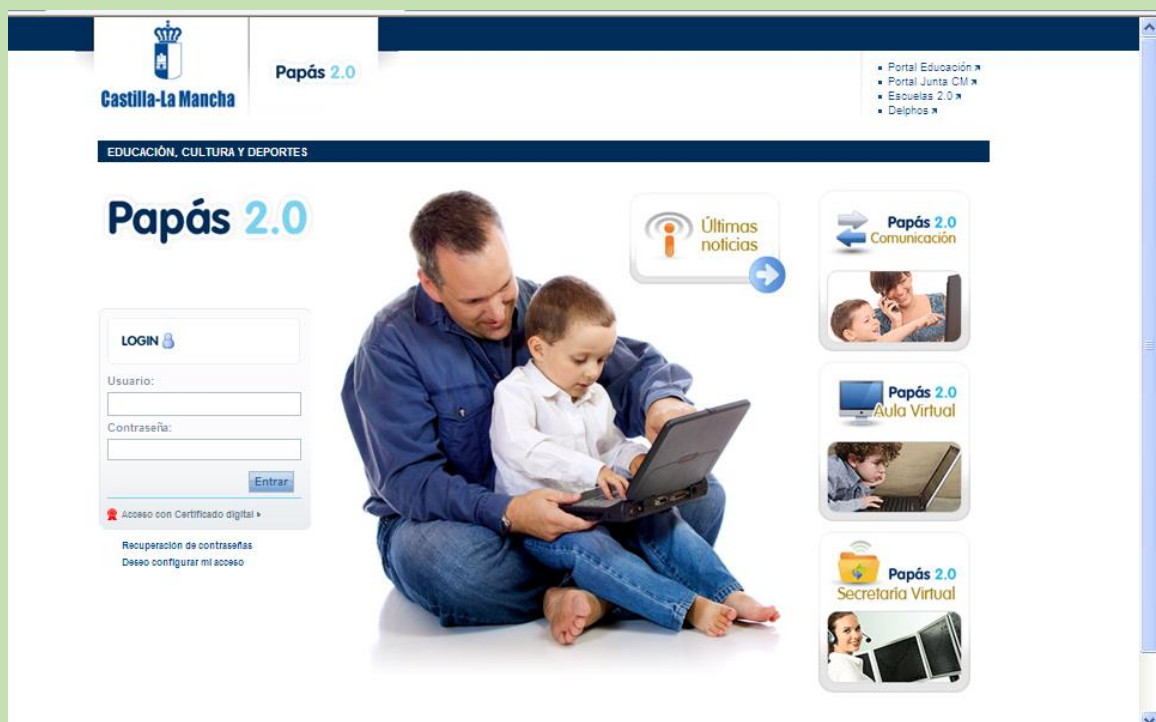 Castilla-La Mancha
Papás 2.0
Portal Educación
Portal Junta CM
Escuelas 2.0
Delphos
EDUCACIÓN, CULTURA Y DEPORTES
Papás 2.0
LOGIN
Usuario:
Contraseña:
Entrar
Acceso con Certificado digital
Recuperación de contraseñas
Deseo configurar mi acceso
Últimas
noticias
Papás 2.0
Comunicación
Papás 2.0
Aula Virtual
Papás 2.0
Secretaría Virtual